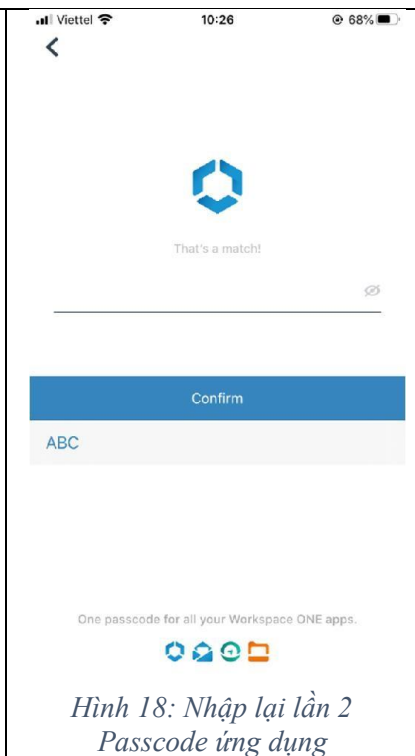 Viettel 10:26 68%
That's a match!
Confirm
ABC
One passcode for all your Workspace ONE apps.
Hình 18: Nhập lại lần 2
Passcode ứng dụng